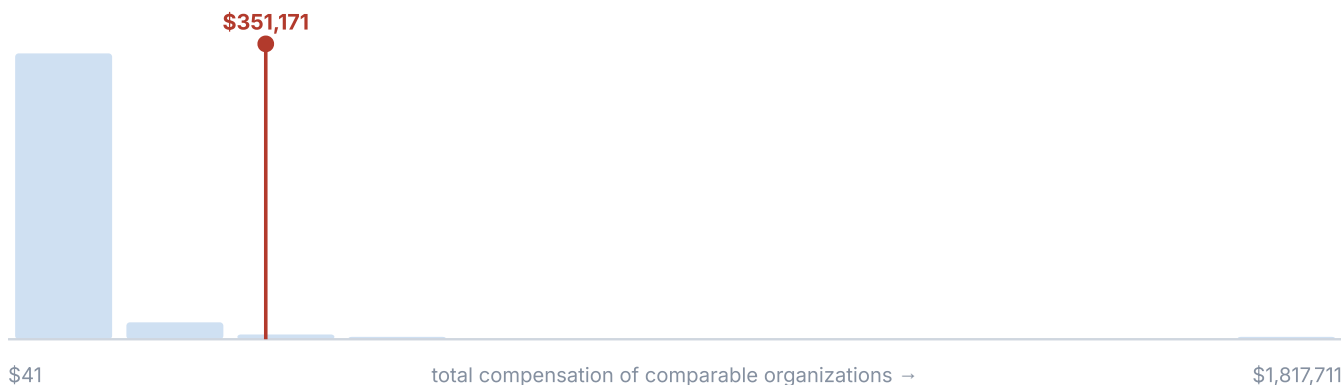 $351,171
$41
total compensation of comparable organizations →
$1,817,711